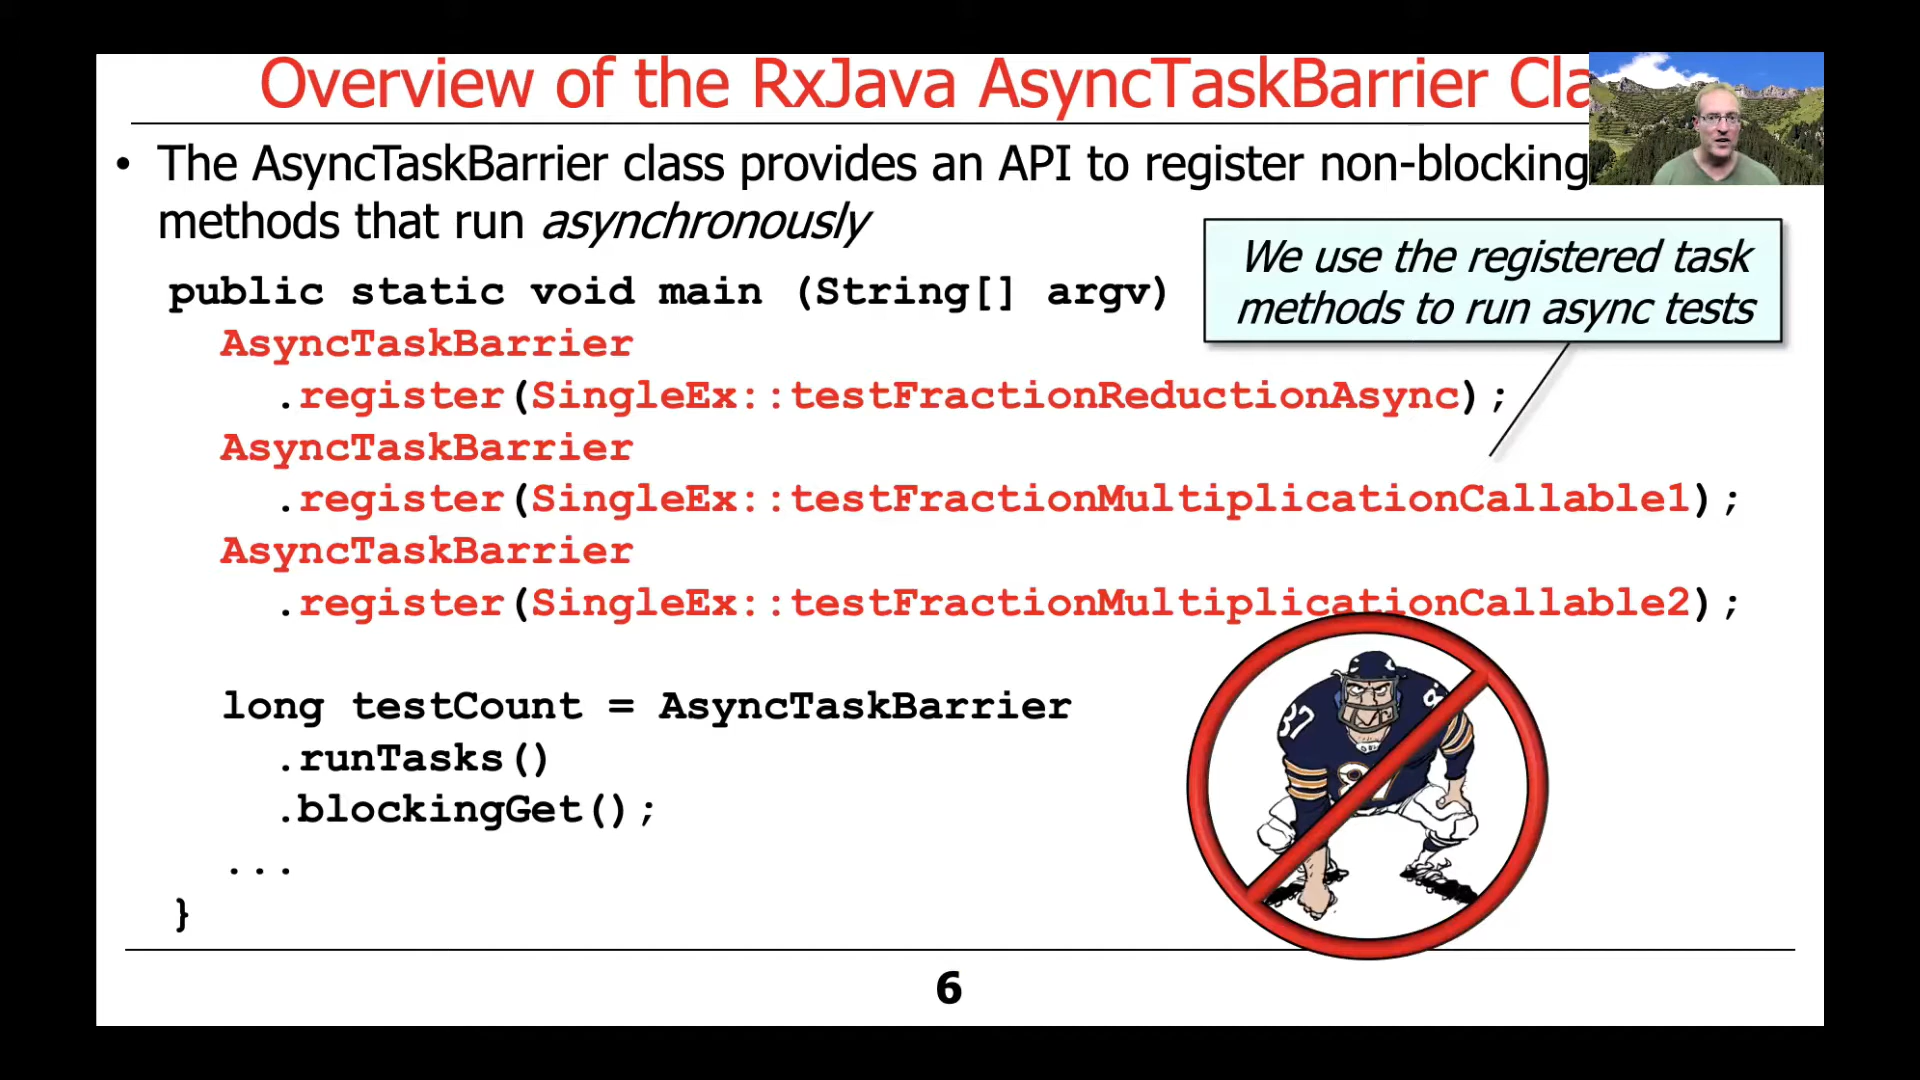 Overview of the RxJava AsyncTaskBarrier Cla
• The AsyncTaskBarrier class provides an API to register non-blocking
methods that run asynchronously
We use the registered task
methods to run async tests
public static void main (String[] argv)
AsyncTaskBarrier
.register(SingleEx::testFractionReductionAsync);
AsyncTaskBarrier
.register(SingleEx::testFractionMultiplicationCallable1);
AsyncTaskBarrier
.register(SingleEx::testFractionMultiplicationCallable2);
long testCount = AsyncTaskBarrier
.runTasks()
.blockingGet();
...
}
37
87
6